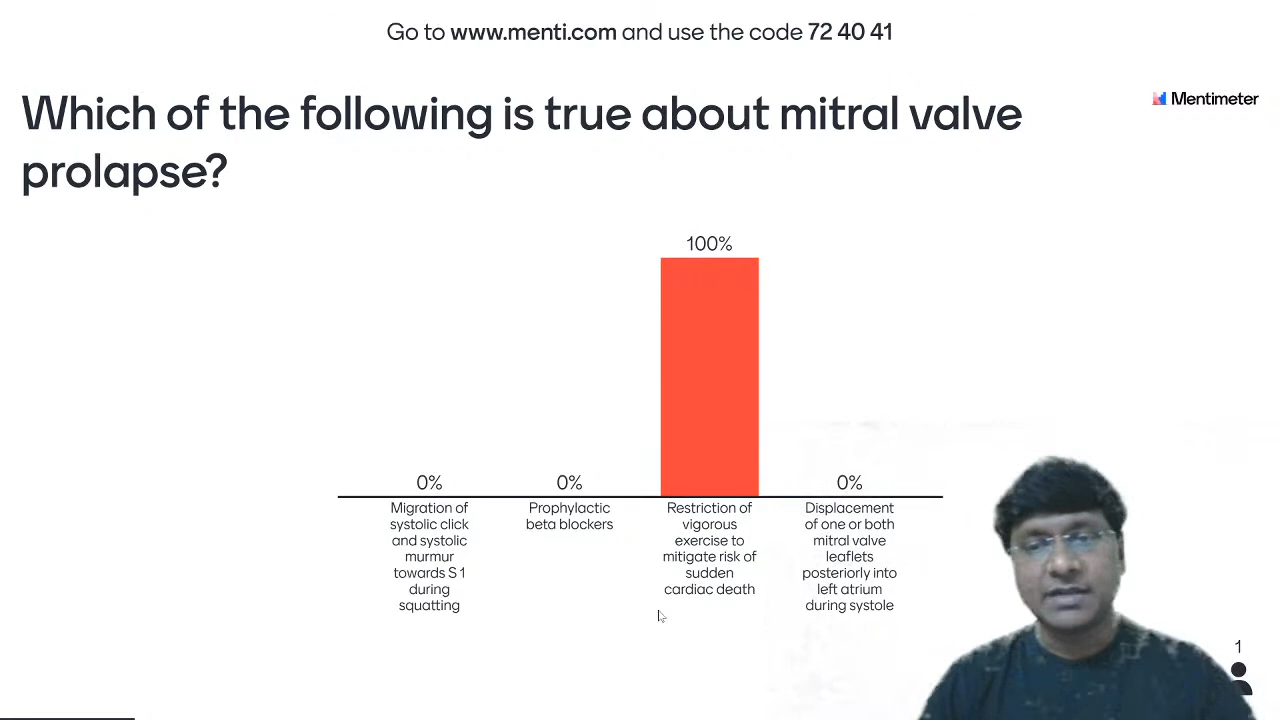 Go to www.menti.com and use the code 72 40 41
Which of the following is true about mitral valve
prolapse?
Mentimeter
100%
0%
0%
0%
Migration of
systolic click
and systolic
murmur
towards S 1
during
squatting
Prophylactic
beta blockers
Restriction of
vigorous
exercise to
mitigate risk of
sudden
cardiac death
Displacement
of one or both
mitral valve
leaflets
posteriorly into
left atrium
during systole
1